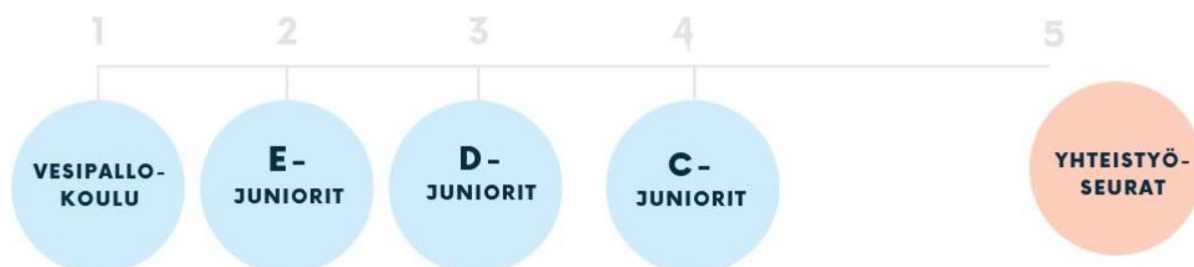 1 2 3 4 5
VESIPALLO-
KOULU
E-
JUNIORIT
D-
JUNIORIT
C-
JUNIORIT
YHTEISTYÖ-
SEURAT